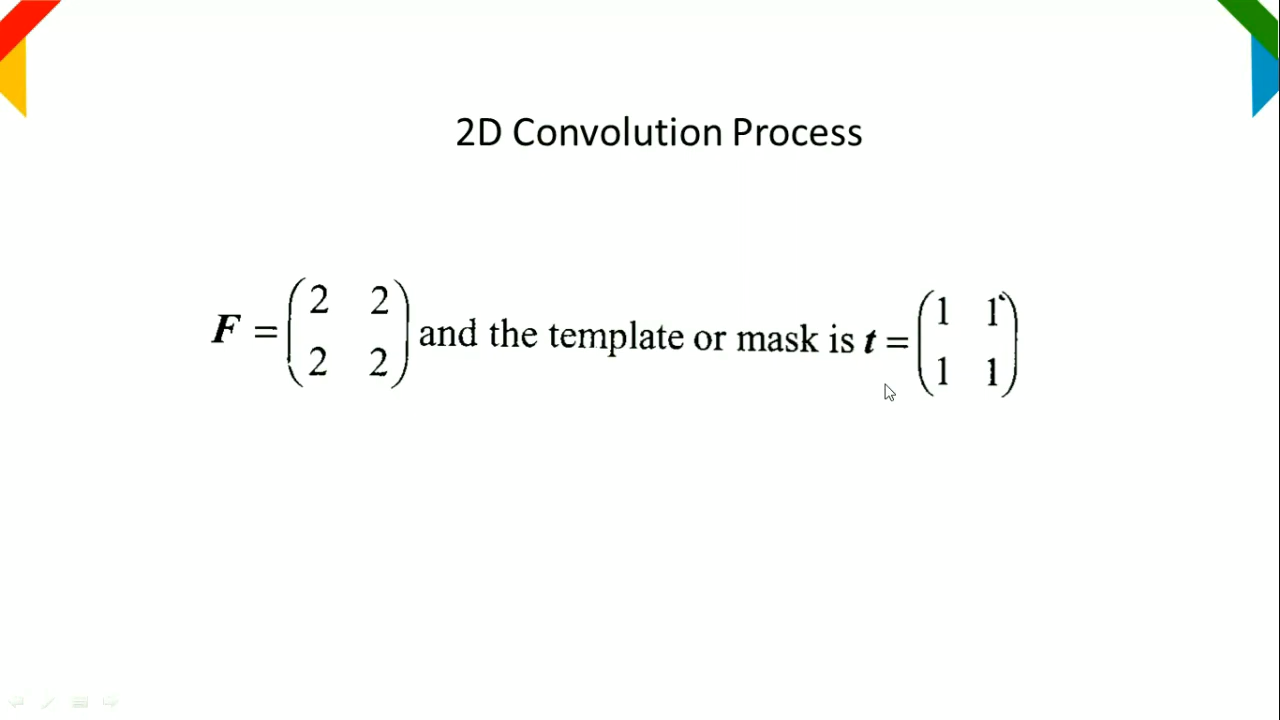 2D Convolution Process
F = (2 2
2 2) and the template or mask is t = (1 1
1 1)